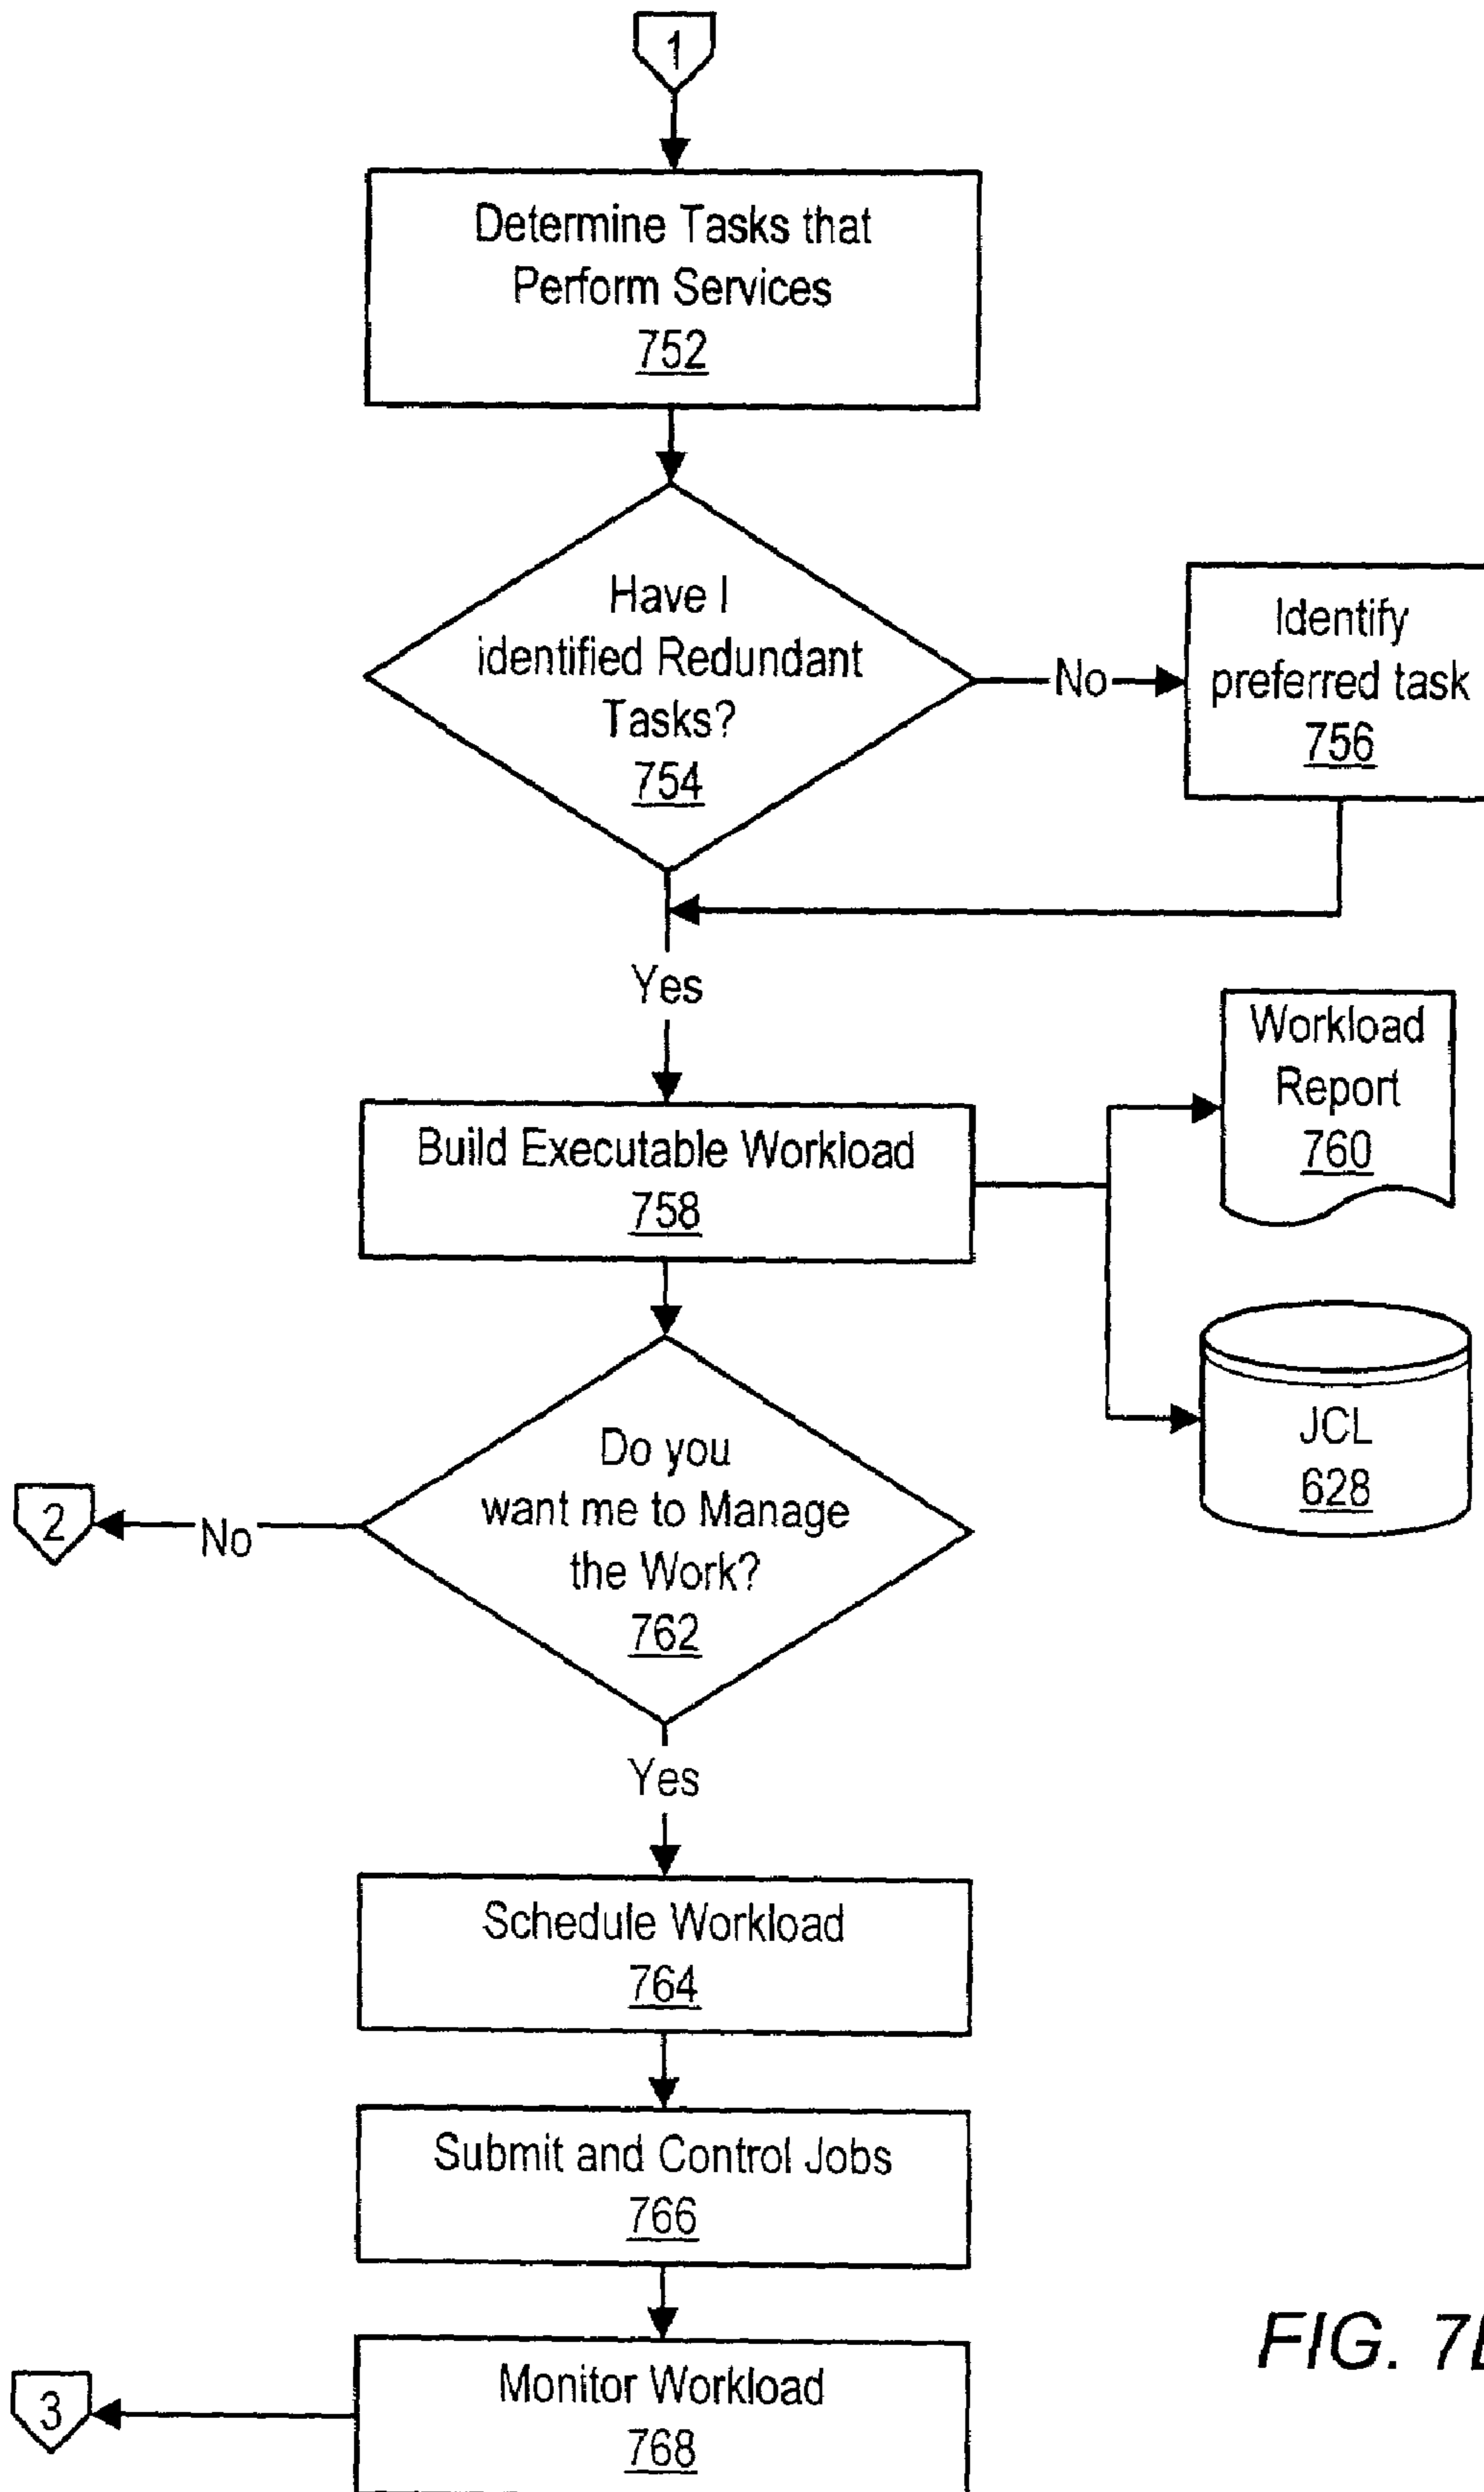 1
Determine Tasks that
Perform Services
752
Have I
identified Redundant
Tasks?
754
No
Identify
preferred task
756
Yes
Workload
Report
760
Build Executable Workload
758
JCL
628
Do you
want me to Manage
the Work?
762
No
2
Yes
Schedule Workload
764
Submit and Control Jobs
766
Monitor Workload
768
3
FIG.